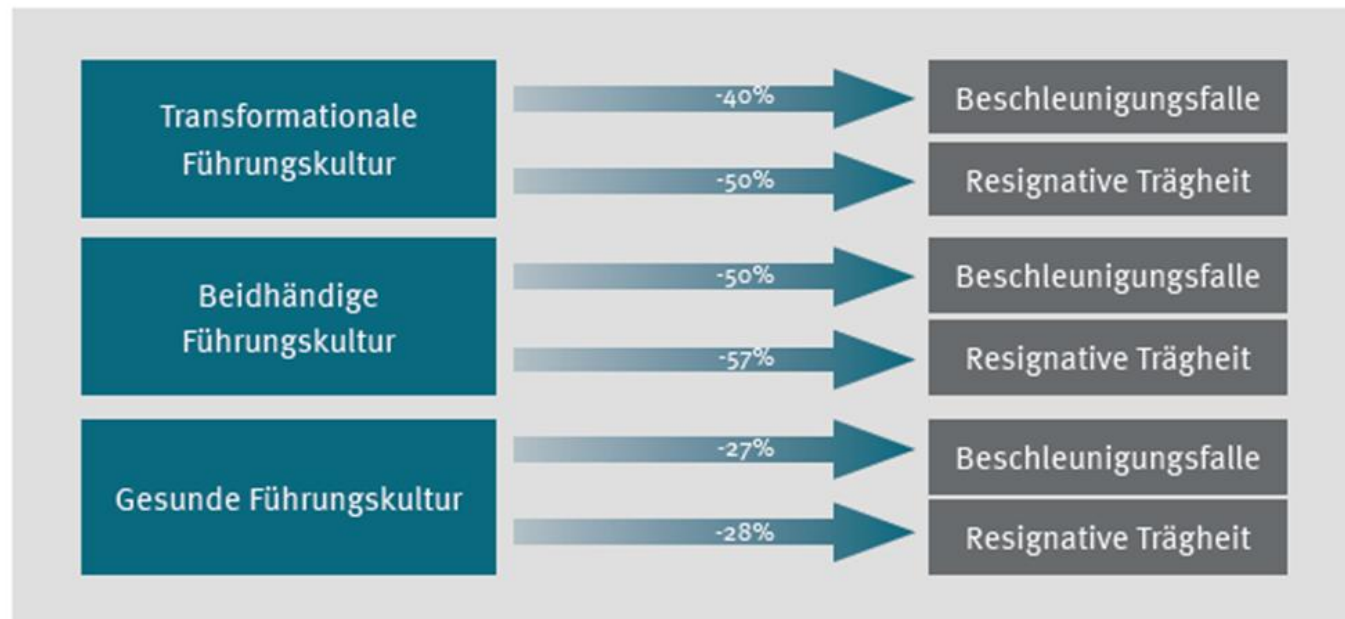 Transformationale
Führungskultur
-40%
Beschleunigungsfalle
-50%
Resignative Trägheit
Beidhändige
Führungskultur
-50%
Beschleunigungsfalle
-57%
Resignative Trägheit
Gesunde Führungskultur
-27%
Beschleunigungsfalle
-28%
Resignative Trägheit